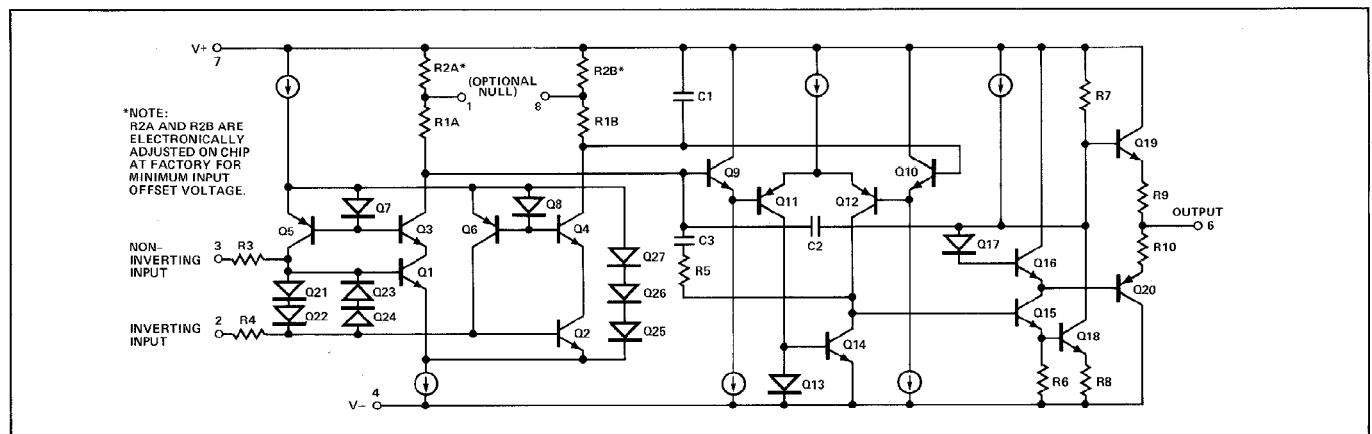 V+
7
R2A*
(OPTIONAL
NULL)
1
8
R2B*
C1
R7
*NOTE:
R2A AND R2B ARE
ELECTRONICALLY
ADJUSTED ON CHIP
AT FACTORY FOR
MINIMUM INPUT
OFFSET VOLTAGE.
R1A
R1B
Q19
Q9
Q10
Q11
Q12
R9
Q7
Q8
Q5
Q3
Q6
Q4
OUTPUT
6
NON-
INVERTING
INPUT
3
R3
C3
C2
Q17
R10
Q27
Q16
Q1
R5
Q21
Q23
Q26
Q20
Q22
Q24
INVERTING
INPUT
2
R4
Q2
Q25
Q15
Q18
Q14
Q13
R6
R8
V-
4